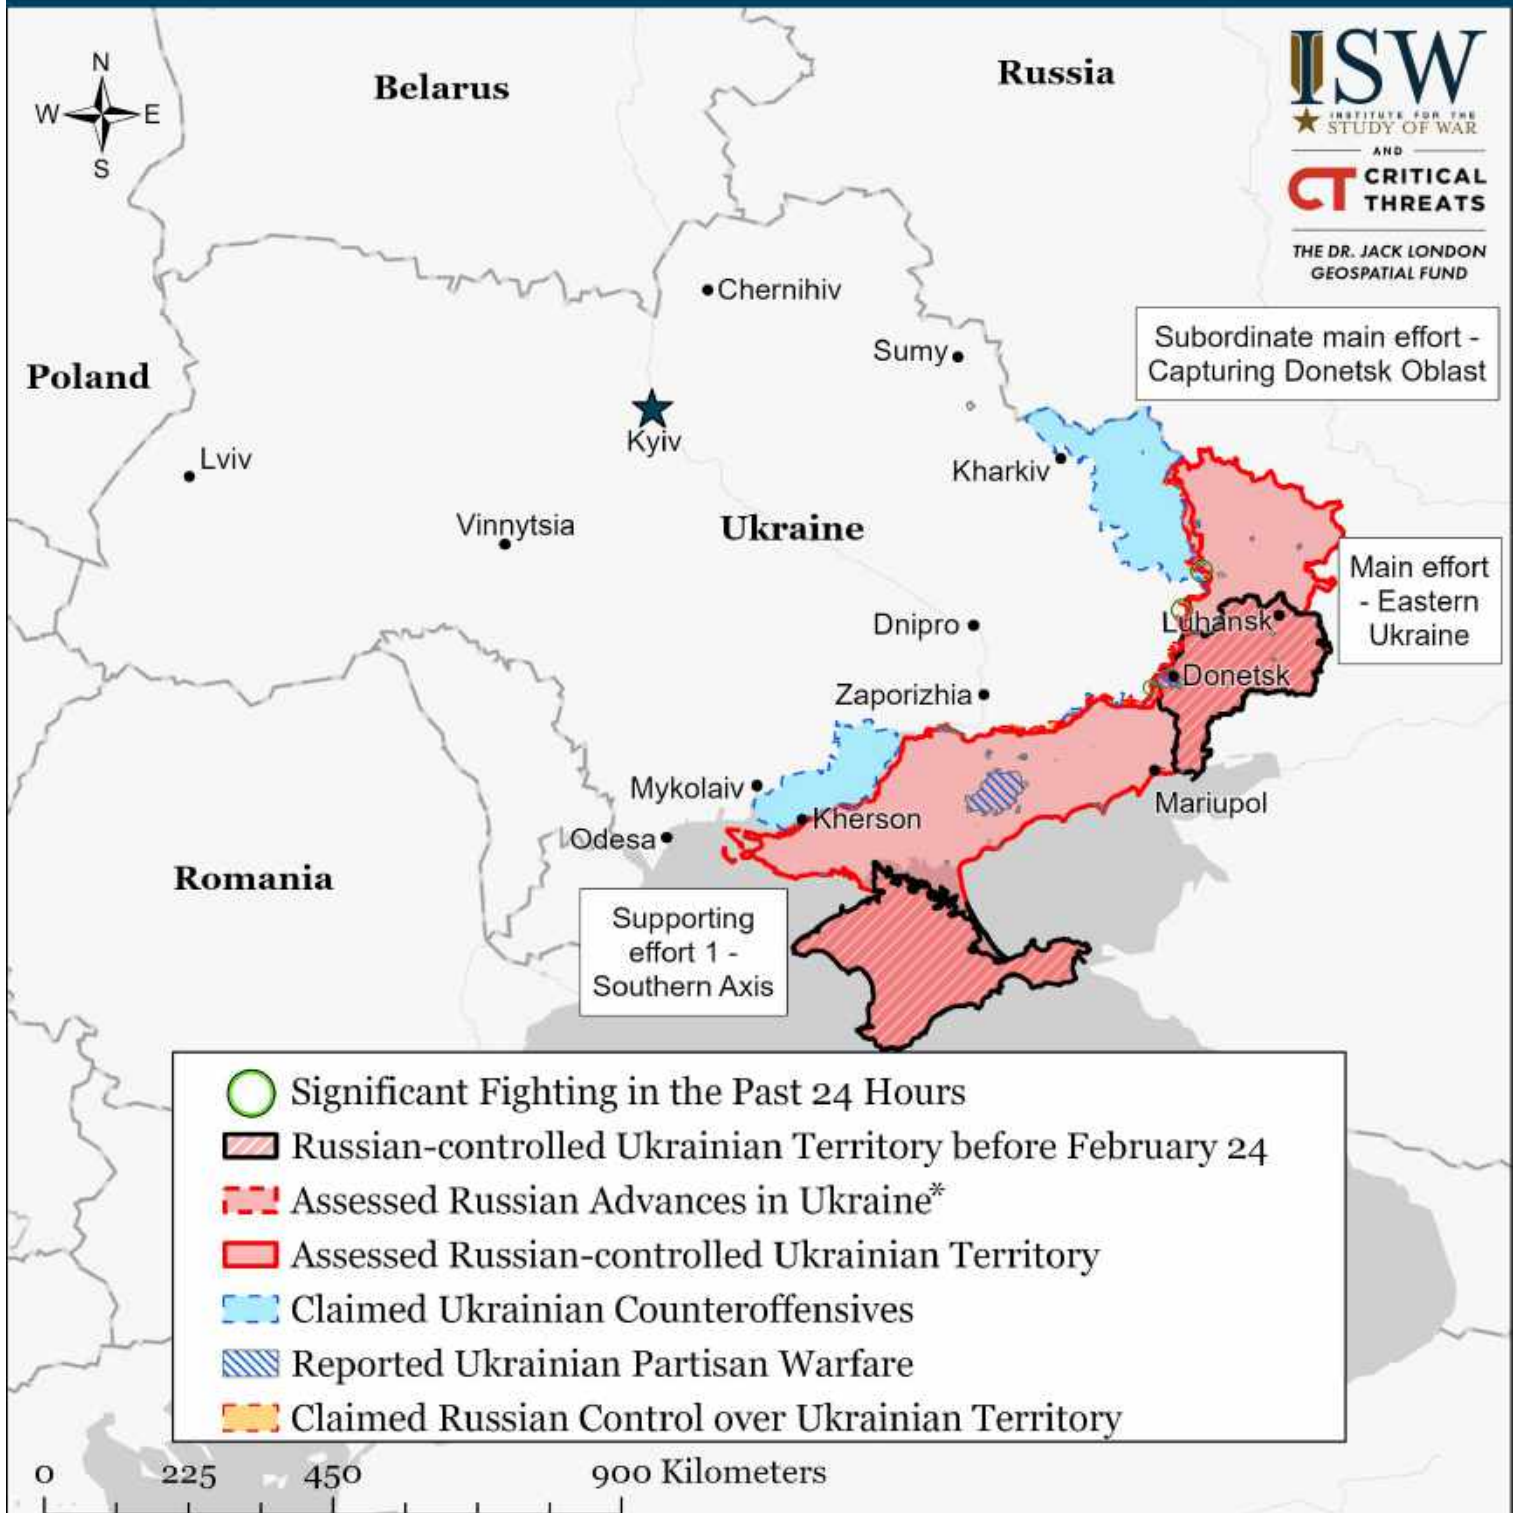 N
W E
S
Belarus
Russia
ISW
INSTITUTE FOR THE
STUDY OF WAR
AND
CT CRITICAL
THREATS
THE DR. JACK LONDON
GEOSPATIAL FUND
Chernihiv
Subordinate main effort -
Capturing Donetsk Oblast
Sumy
Poland
Kyiv
Lviv
Kharkiv
Vinnytsia
Ukraine
Main effort
- Eastern
Ukraine
Dnipro
Luhansk
Donetsk
Zaporizhia
Mykolaiv
Mariupol
Kherson
Odesa
Romania
Supporting
effort 1 -
Southern Axis
Significant Fighting in the Past 24 Hours
Russian-controlled Ukrainian Territory before February 24
Assessed Russian Advances in Ukraine*
Assessed Russian-controlled Ukrainian Territory
Claimed Ukrainian Counteroffensives
Reported Ukrainian Partisan Warfare
Claimed Russian Control over Ukrainian Territory
0 225 450 900 Kilometers